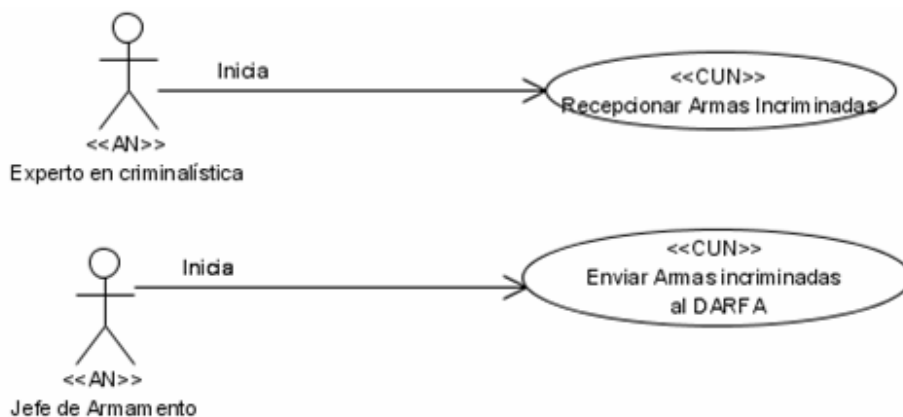 Inicia
<<CUN>>
Recepcionar Armas Incriminadas
<<AN>>
Experto en criminalística
Inicia
<<CUN>>
Enviar Armas incriminadas
al DARFA
<<AN>>
Jefe de Armamento